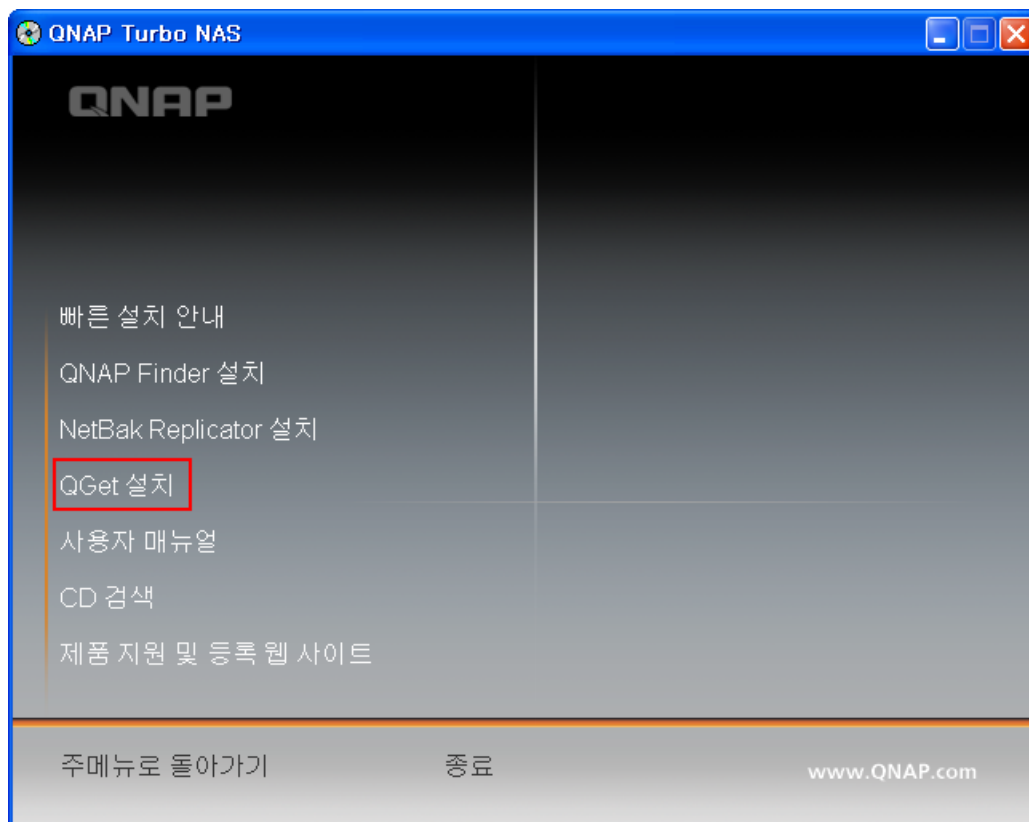 QNAP Turbo NAS
QNAP
빠른 설치 안내
QNAP Finder 설치
NetBak Replicator 설치
QGet 설치
사용자 매뉴얼
CD 검색
제품 지원 및 등록 웹 사이트
주메뉴로 돌아가기
종료
www.QNAP.com